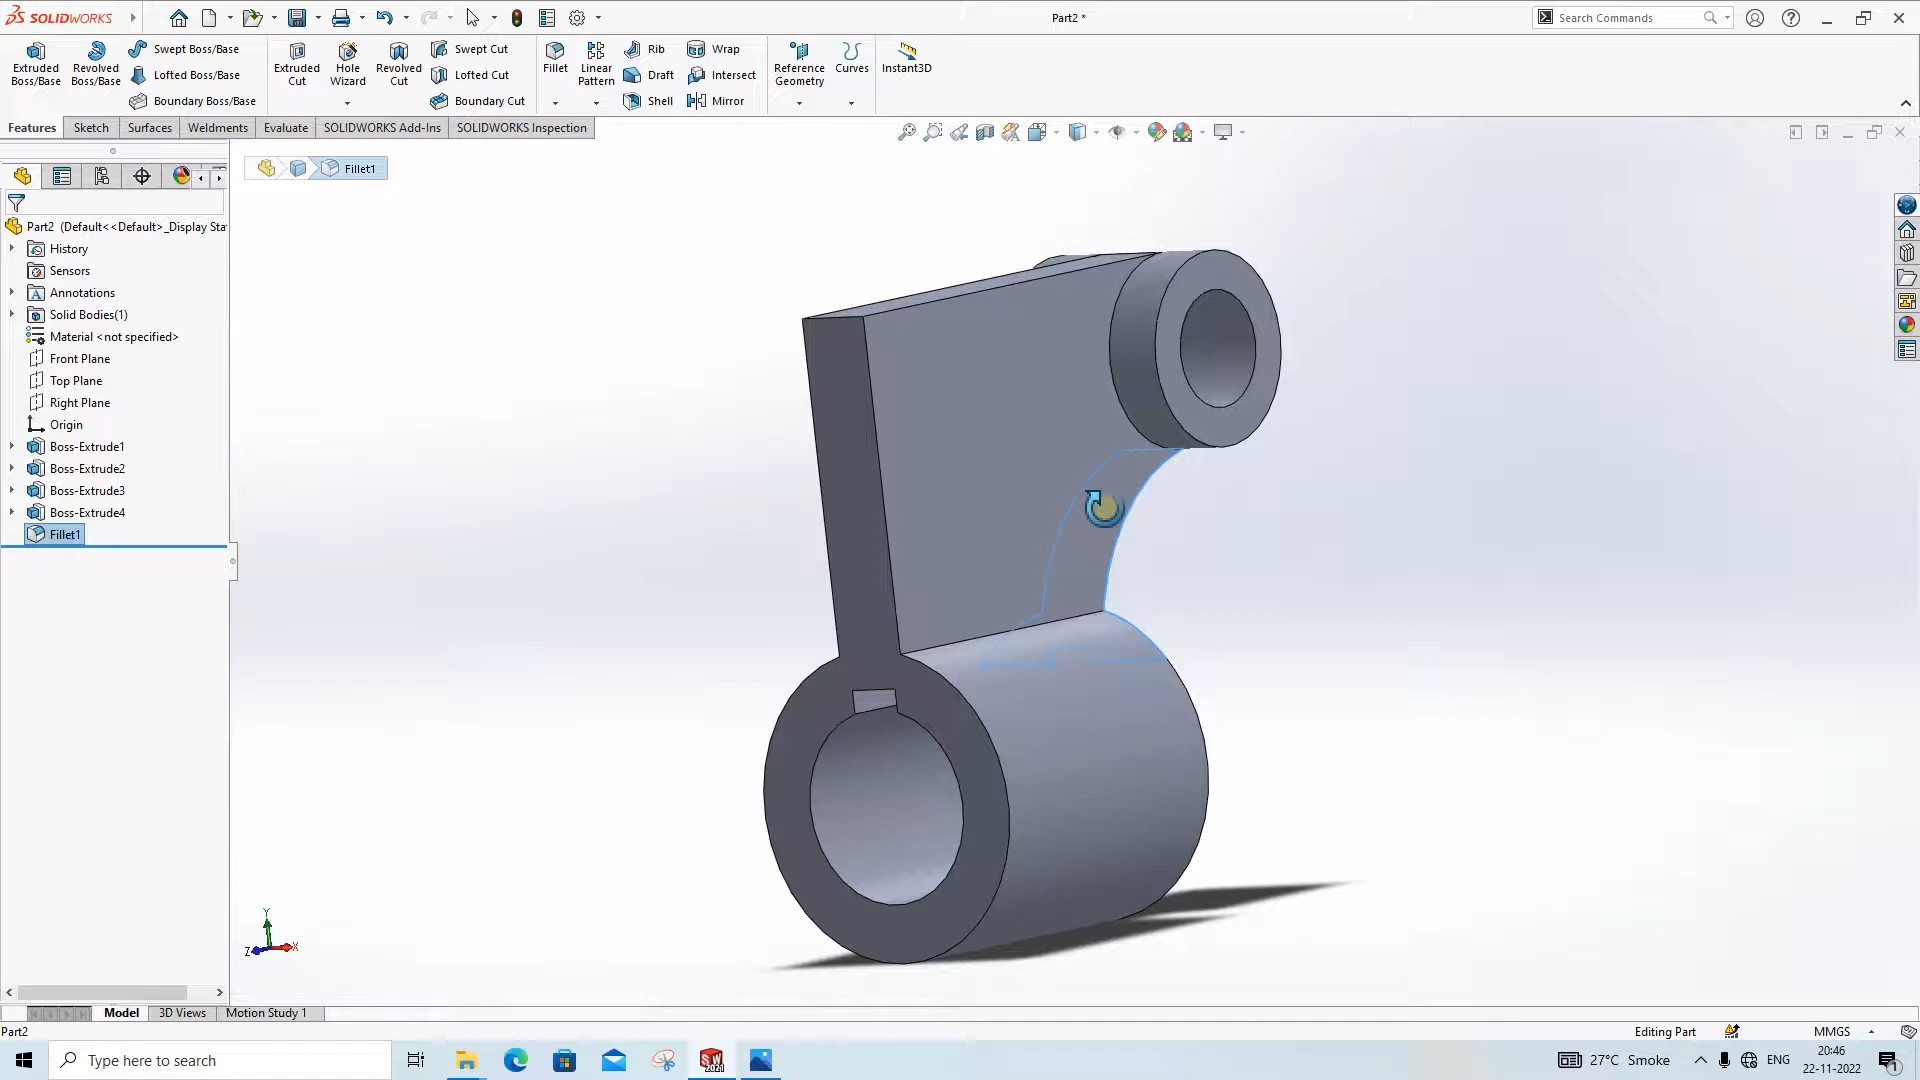 SOLIDWORKS
Part2 *
Search Commands
Extruded Boss/Base
Revolved Boss/Base
Swept Boss/Base
Lofted Boss/Base
Boundary Boss/Base
Extruded Cut
Hole Wizard
Revolved Cut
Swept Cut
Lofted Cut
Boundary Cut
Fillet
Linear Pattern
Rib
Draft
Shell
Wrap
Intersect
Mirror
Reference Geometry
Curves
Instant3D
Features
Sketch
Surfaces
Weldments
Evaluate
SOLIDWORKS Add-Ins
SOLIDWORKS Inspection
Fillet1
Part2 (Default<<Default>_Display Sta
History
Sensors
Annotations
Solid Bodies(1)
Material <not specified>
Front Plane
Top Plane
Right Plane
Origin
Boss-Extrude1
Boss-Extrude2
Boss-Extrude3
Boss-Extrude4
Fillet1
Y
Z
X
Model
3D Views
Motion Study 1
Part2
Editing Part
MMGS
Type here to search
SW
2021
27°C Smoke
ENG
20:46
22-11-2022
1